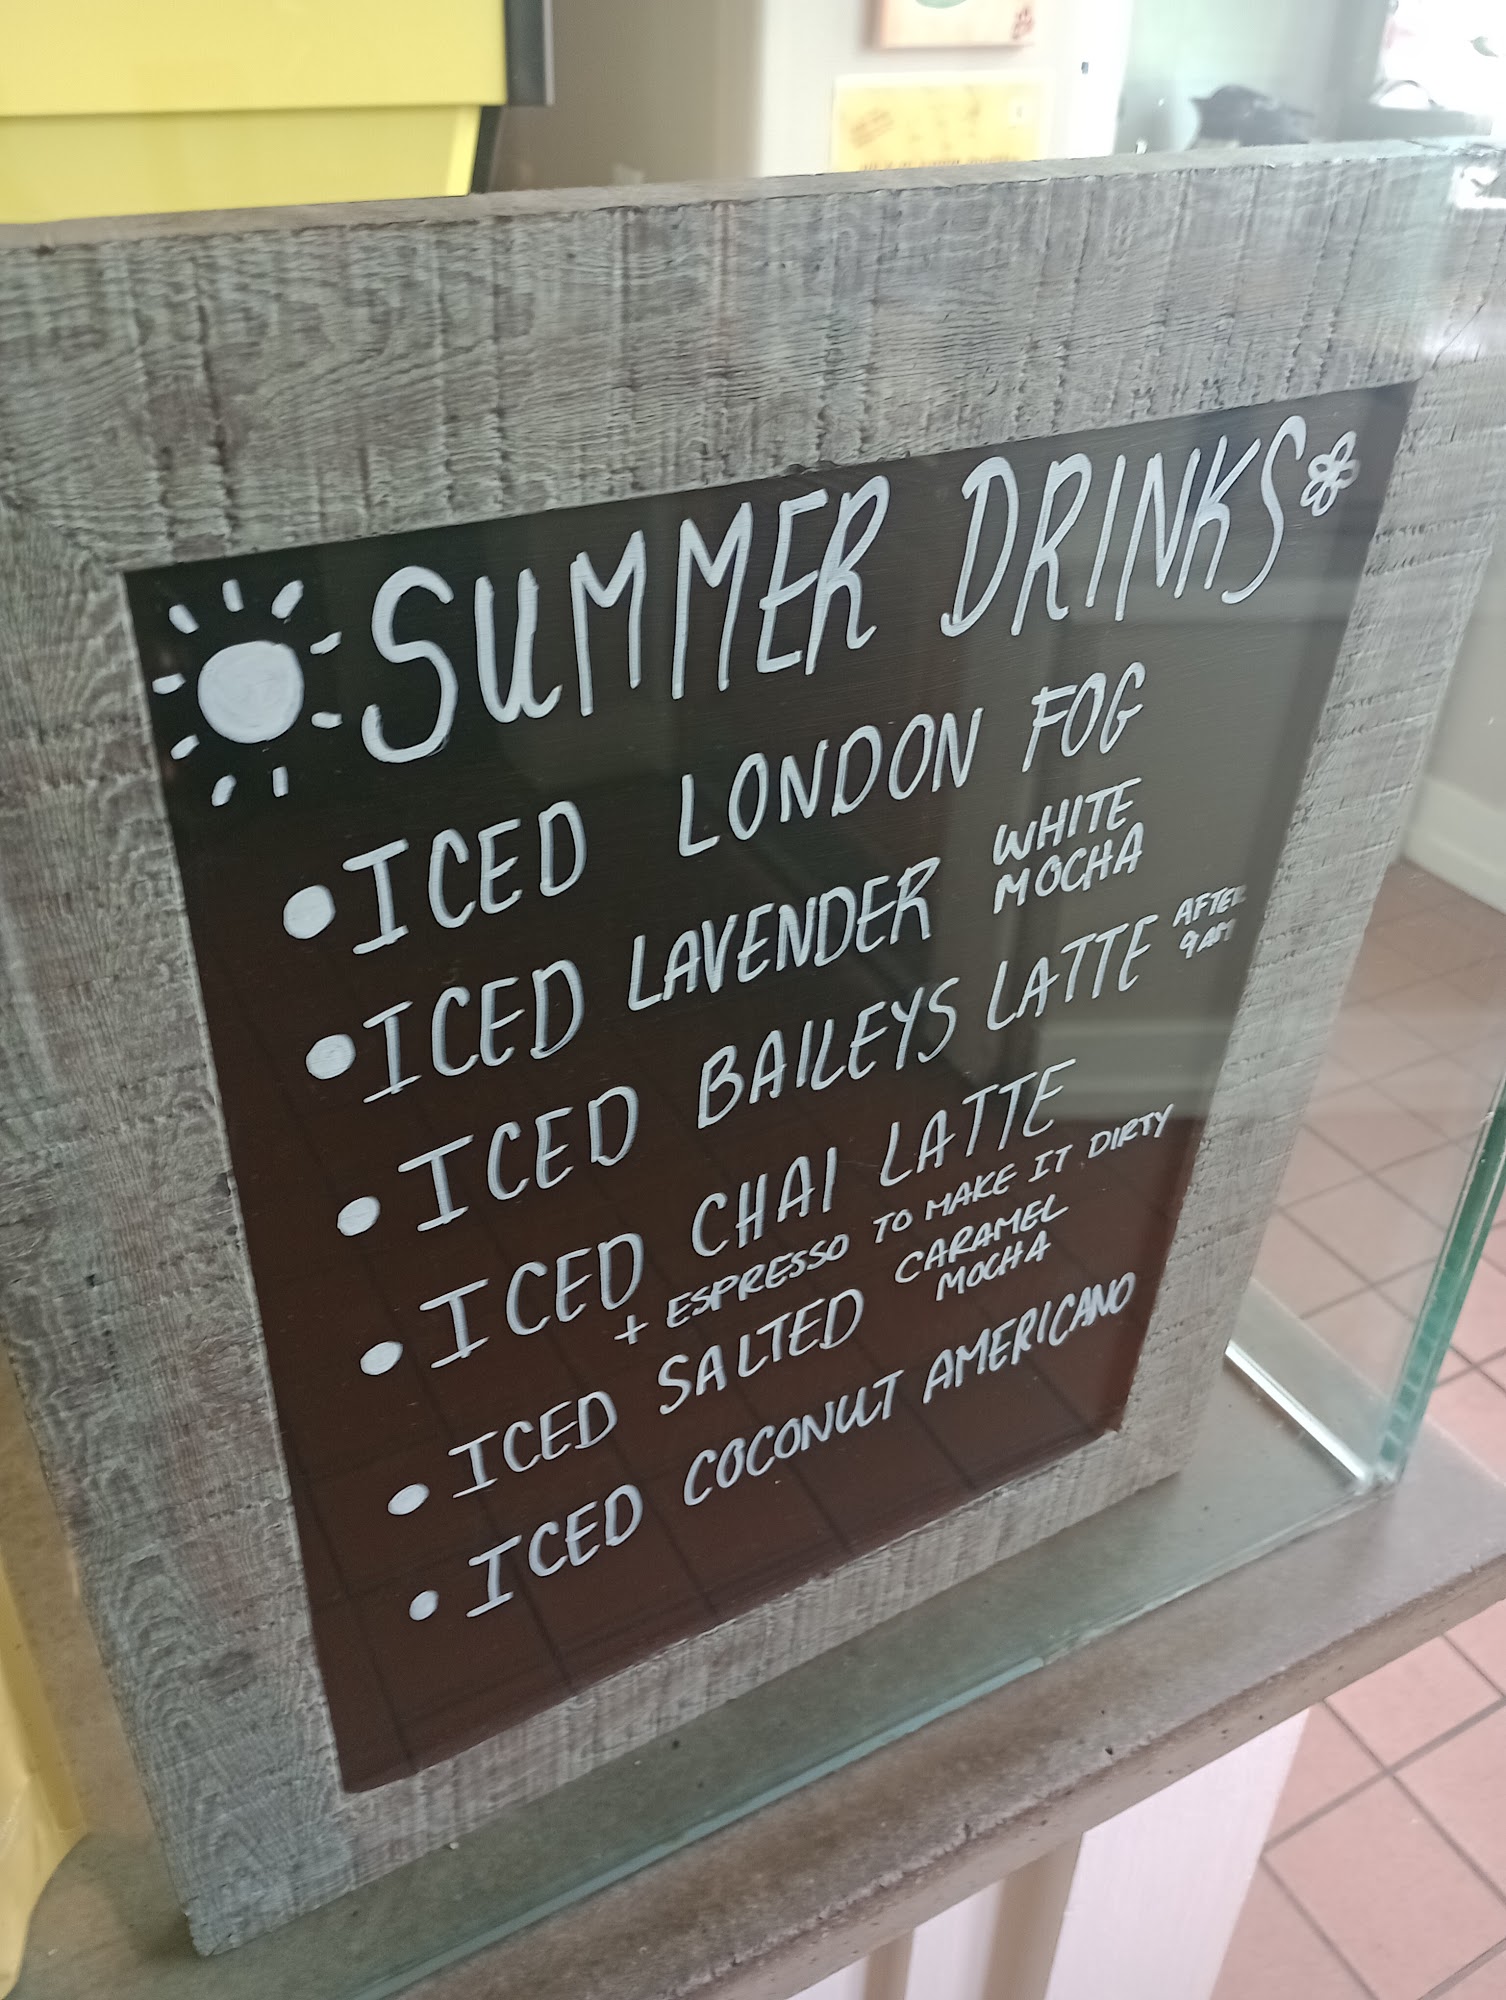 SUMMER DRINKS
• ICED LONDON FOG
• ICED LAVENDER WHITE MOCHA
• ICED BAILEYS LATTE AFTER 9AM
• ICED CHAI LATTE
+ ESPRESSO TO MAKE IT DIRTY
• ICED SALTED CARAMEL MOCHA
• ICED COCONUT AMERICANO